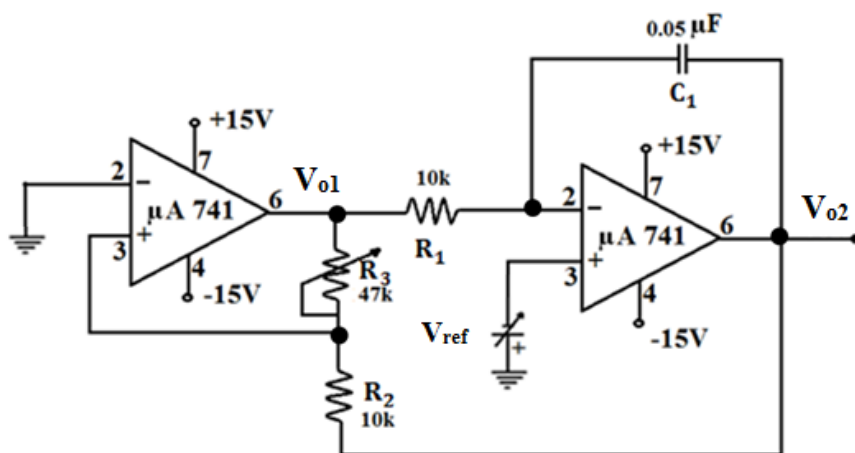 0.05 μF
C1
+15V
7
2
-
μA 741
3
+
4
-15V
6
Vo1
10k
R1
R3
47k
R2
10k
+15V
7
2
-
μA 741
3
+
4
-15V
6
Vo2
Vref
+